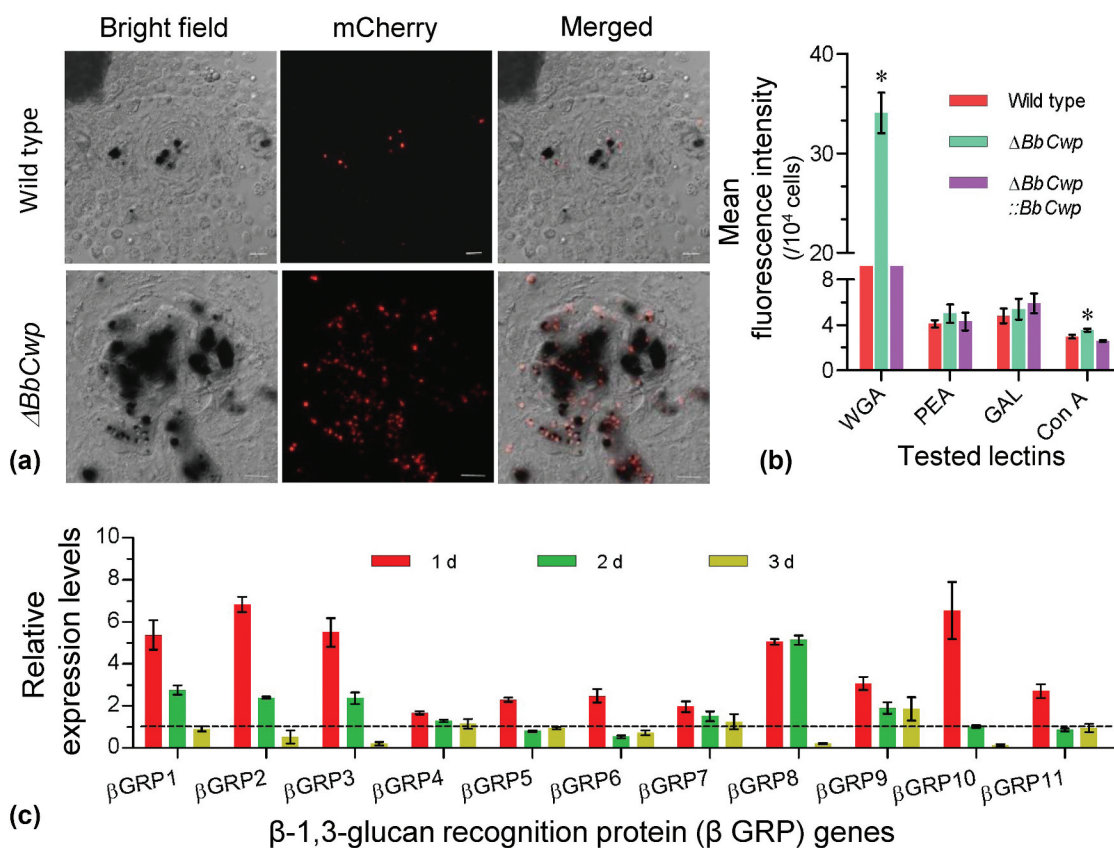 Bright field
mCherry
Merged
Wild type
ΔBbCwp
(a)
Mean
fluorescence intensity
(/10⁴ cells)
40
30
20
8
4
0
*
*
Wild type
ΔBbCwp
ΔBbCwp
::BbCwp
WGA
PEA
GAL
Con A
Tested lectins
(b)
Relative
expression levels
10
8
6
4
2
0
1 d
2 d
3 d
βGRP1
βGRP2
βGRP3
βGRP4
βGRP5
βGRP6
βGRP7
βGRP8
βGRP9
βGRP10
βGRP11
(c)
β-1,3-glucan recognition protein (β GRP) genes